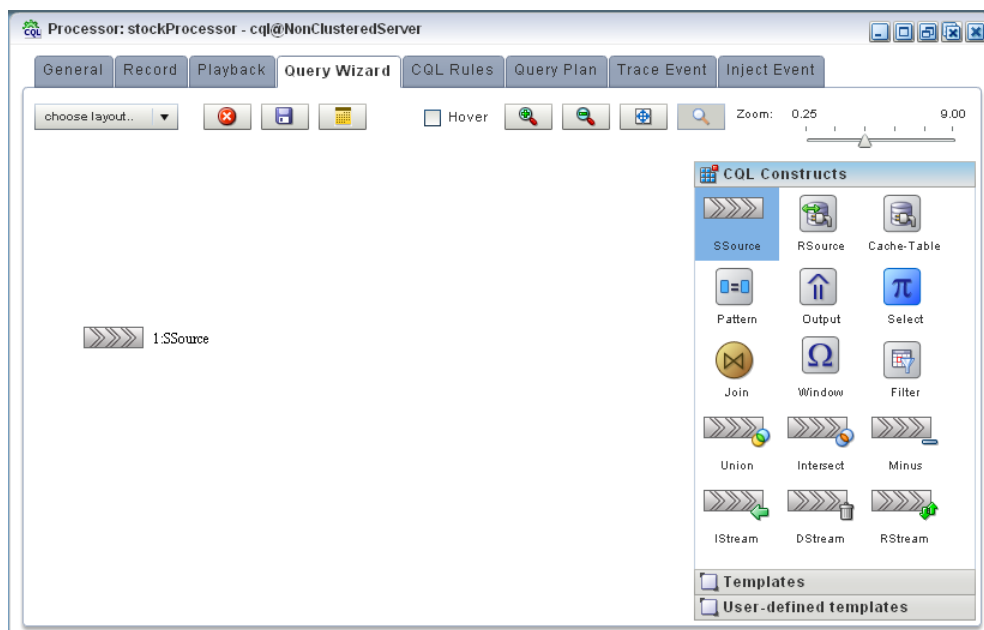 CQL Processor: stockProcessor - cql@NonClusteredServer
General Record Playback Query Wizard CQL Rules Query Plan Trace Event Inject Event
choose layout.. Hover Zoom: 0.25 9.00
CQL Constructs
SSource RSource Cache-Table
π
Pattern Output Select
1:SSource
Ω
Join Window Filter
Union Intersect Minus
IStream DStream RStream
Templates
User-defined templates